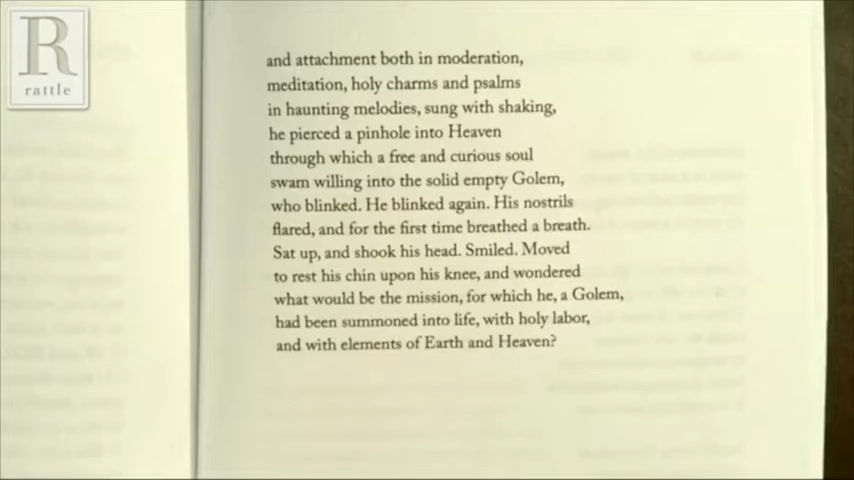 R
rattle
and attachment both in moderation,
meditation, holy charms and psalms
in haunting melodies, sung with shaking,
he pierced a pinhole into Heaven
through which a free and curious soul
swam willing into the solid empty Golem,
who blinked. He blinked again. His nostrils
flared, and for the first time breathed a breath.
Sat up, and shook his head. Smiled. Moved
to rest his chin upon his knee, and wondered
what would be the mission, for which he, a Golem,
had been summoned into life, with holy labor,
and with elements of Earth and Heaven?